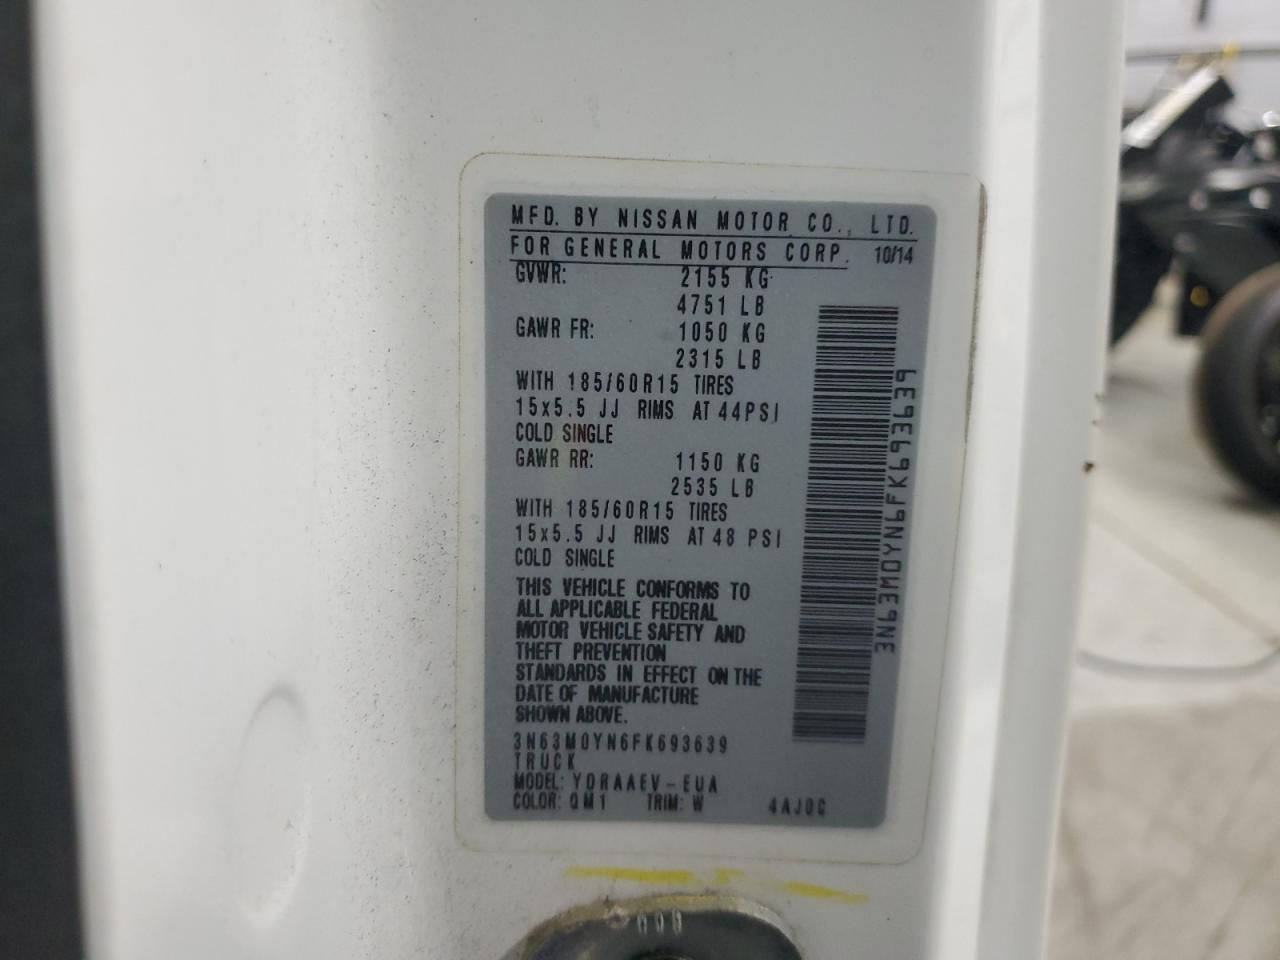 MFD. BY NISSAN MOTOR CO., LTD.
FOR GENERAL MOTORS CORP. 10/14
GVWR: 2155 KG
4751 LB
GAWR FR: 1050 KG
2315 LB
WITH 185/60R15 TIRES
15x5.5 JJ RIMS AT 44PSI
COLD SINGLE
GAWR RR: 1150 KG
2535 LB
WITH 185/60R15 TIRES
15x5.5 JJ RIMS AT 48 PSI
COLD SINGLE
THIS VEHICLE CONFORMS TO
ALL APPLICABLE FEDERAL
MOTOR VEHICLE SAFETY AND
THEFT PREVENTION
STANDARDS IN EFFECT ON THE
DATE OF MANUFACTURE
SHOWN ABOVE.
3N63M0YN6FK693639
TRUCK
MODEL: YDRAAEV-EUA
COLOR: QM1 TRIM: W 4AJ0C
3N63M0YN6FK693639